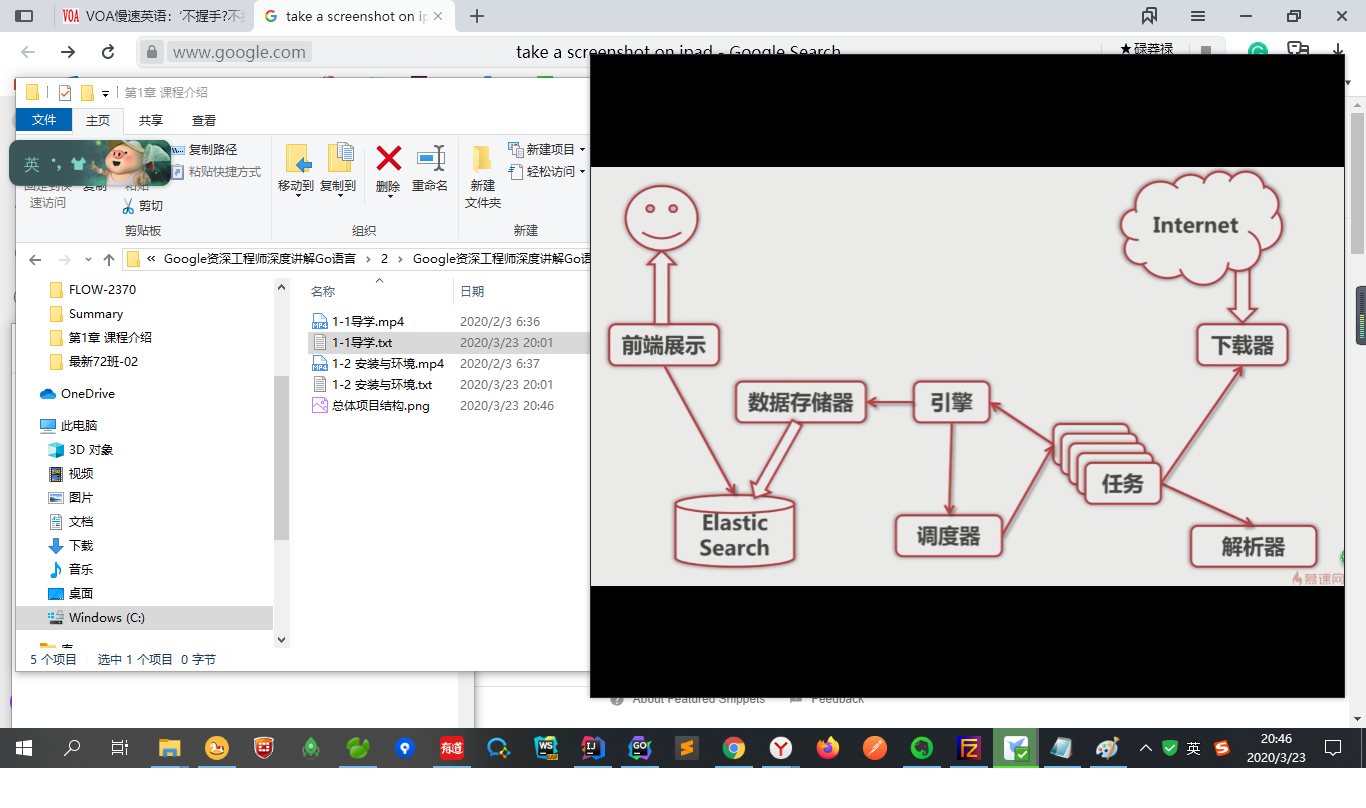 VOA慢速英语：‘不握手?不
take a screenshot on ip
www.google.com
take a screenshot on ipad - Google Search
第1章 课程介绍
文件
主页
共享
查看
英
复制路径
粘贴快捷方式
速访问
剪切
剪贴板
移动到
复制到
删除
重命名
组织
新建
文件夹
新建项目
轻松访问
新建
« Google资深工程师深度讲解Go语言 › 2 › Google资深工程师深度讲解Go语
FLOW-2370
Summary
第1章 课程介绍
最新72班-02
OneDrive
此电脑
3D 对象
视频
图片
文档
下载
音乐
桌面
Windows (C:)
名称
日期
1-1导学.mp4 2020/2/3 6:36
1-1导学.txt 2020/3/23 20:01
1-2 安装与环境.mp4 2020/2/3 6:37
1-2 安装与环境.txt 2020/3/23 20:01
总体项目结构.png 2020/3/23 20:46
5 个项目 选中 1 个项目 0 字节
Internet
前端展示
下载器
数据存储器
引擎
任务
Elastic
Search
调度器
解析器
慕课网
About Featured Snippets
Feedback
有道
WS
EAP
IJ
GO
英
20:46
2020/3/23